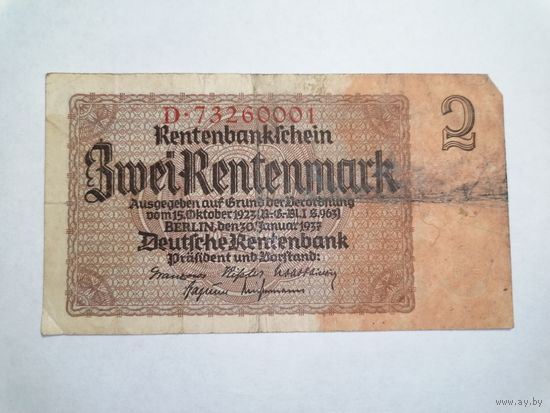 D·73260001
2
Rentenbankschein
Zwei Rentenmark
Ausgegeben auf Grund der Verordnung
vom 15. Oktober 1923 (R-G-Bl. I S. 963)
BERLIN, den 30. Januar 1937
Deutsche Rentenbank
Präsident und Vorstand:
www.ay.by